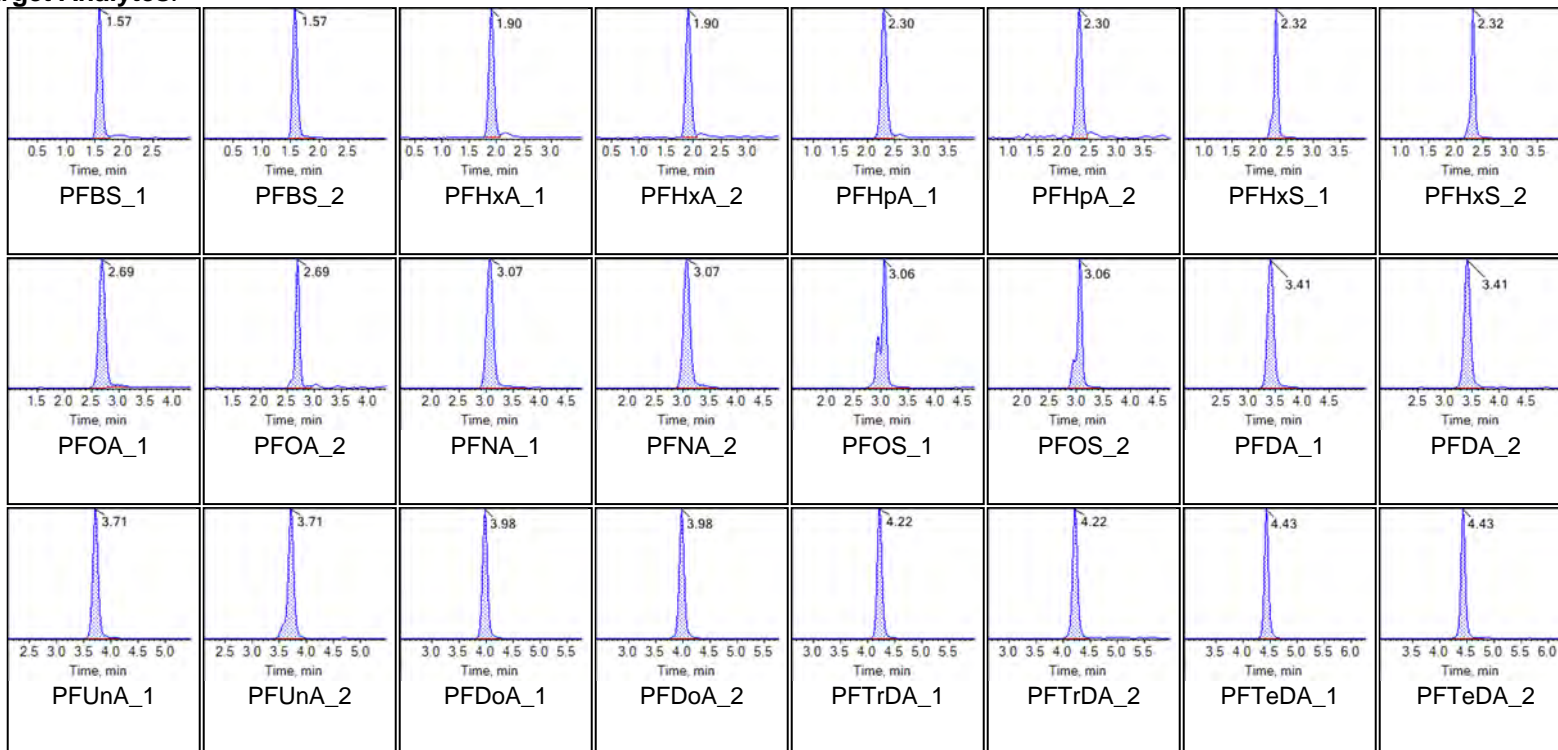 rget Analytes:
1.57 1.57 1.90 1.90 2.30 2.30 2.32 2.32
0.5 1.0 1.5 2.0 2.5 0.5 1.0 1.5 2.0 2.5 0.5 1.0 1.5 2.0 2.5 3.0 0.5 1.0 1.5 2.0 2.5 3.0 1.0 1.5 2.0 2.5 3.0 3.5 1.0 1.5 2.0 2.5 3.0 3.5 1.0 1.5 2.0 2.5 3.0 3.5 1.0 1.5 2.0 2.5 3.0 3.5
Time, min Time, min Time, min Time, min Time, min Time, min Time, min Time, min
PFBS_1 PFBS_2 PFHxA_1 PFHxA_2 PFHpA_1 PFHpA_2 PFHxS_1 PFHxS_2
2.69 2.69 3.07 3.07 3.06 3.06 3.41 3.41
1.5 2.0 2.5 3.0 3.5 4.0 1.5 2.0 2.5 3.0 3.5 4.0 2.0 2.5 3.0 3.5 4.0 4.5 2.0 2.5 3.0 3.5 4.0 4.5 2.0 2.5 3.0 3.5 4.0 4.5 2.0 2.5 3.0 3.5 4.0 4.5 2.5 3.0 3.5 4.0 4.5 2.5 3.0 3.5 4.0 4.5
Time, min Time, min Time, min Time, min Time, min Time, min Time, min Time, min
PFOA_1 PFOA_2 PFNA_1 PFNA_2 PFOS_1 PFOS_2 PFDA_1 PFDA_2
3.71 3.71 3.98 3.98 4.22 4.22 4.43 4.43
2.5 3.0 3.5 4.0 4.5 5.0 2.5 3.0 3.5 4.0 4.5 5.0 3.0 3.5 4.0 4.5 5.0 5.5 3.0 3.5 4.0 4.5 5.0 5.5 3.0 3.5 4.0 4.5 5.0 5.5 3.0 3.5 4.0 4.5 5.0 5.5 3.5 4.0 4.5 5.0 5.5 6.0 3.5 4.0 4.5 5.0 5.5 6.0
Time, min Time, min Time, min Time, min Time, min Time, min Time, min Time, min
PFUnA_1 PFUnA_2 PFDoA_1 PFDoA_2 PFTrDA_1 PFTrDA_2 PFTeDA_1 PFTeDA_2